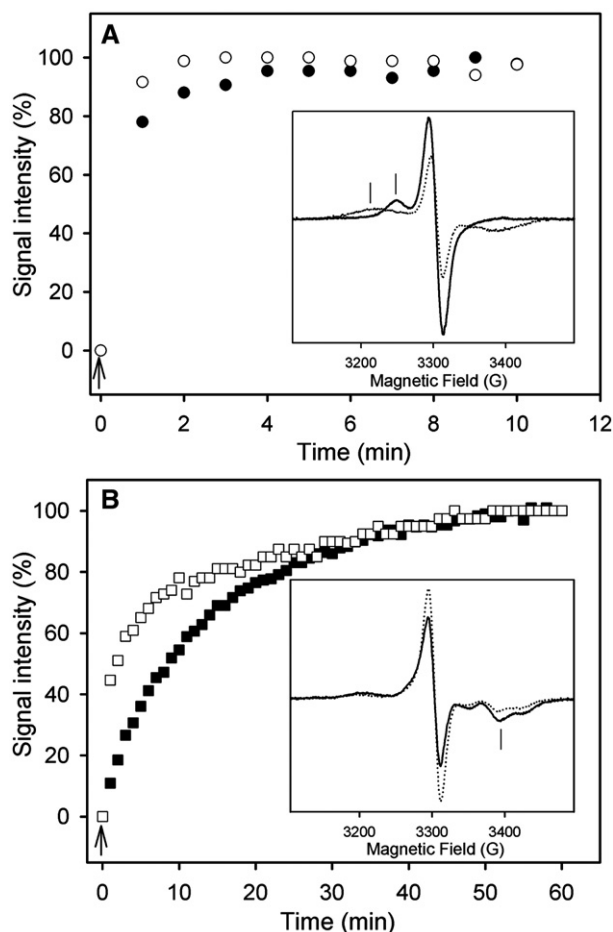 A
Signal intensity (%)
100
80
60
40
20
0
3200 3300 3400
Magnetic Field (G)
0 2 4 6 8 10 12
Time (min)
B
Signal intensity (%)
100
80
60
40
20
0
3200 3300 3400
Magnetic Field (G)
0 10 20 30 40 50 60
Time (min)